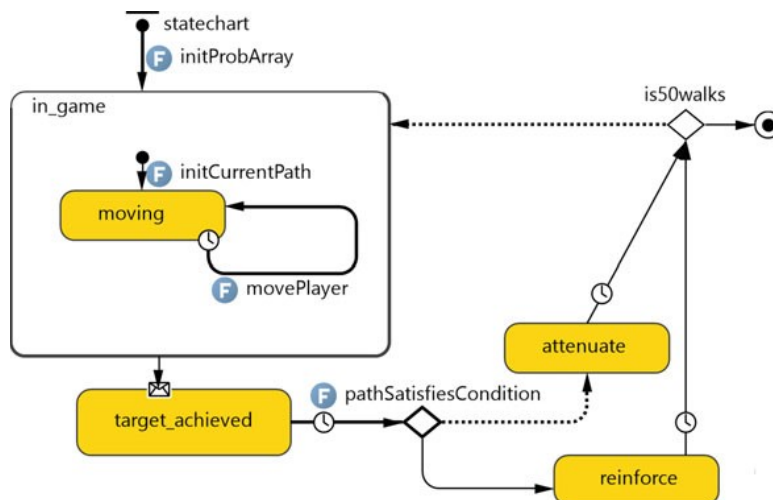 statechart
F initProbArray
in_game
is50walks
F initCurrentPath
moving
F movePlayer
attenuate
F pathSatisfiesCondition
target_achieved
reinforce